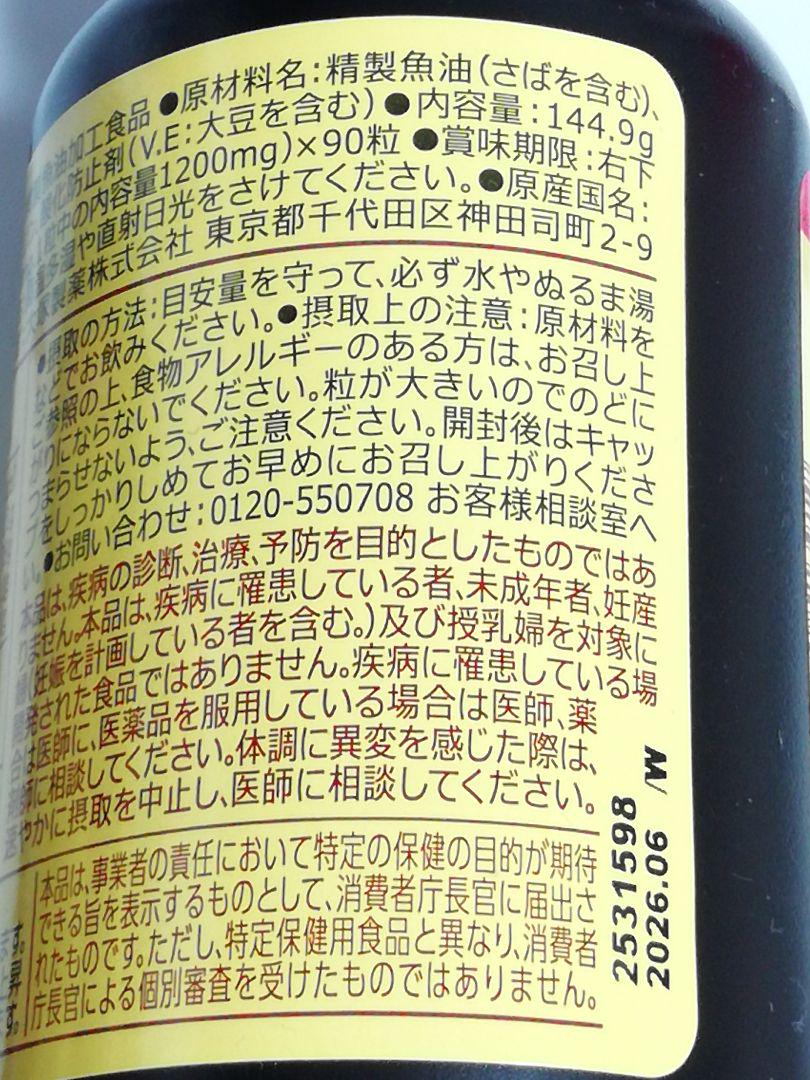 魚油加工食品 ●原材料名:精製魚油(さばを含む)、
化防止剤(V.E:大豆を含む) ●内容量:144.9g
中の内容量1200mg)×90粒 ●賞味期限:右下
多湿や直射日光をさけてください。●原産国名:
製薬株式会社 東京都千代田区神田司町2-9
●摂取の方法:目安量を守って、必ず水やぬるま湯
などでお飲みください。●摂取上の注意:原材料を
ご参照の上、食物アレルギーのある方は、お召し上
がりにならないでください。粒が大きいのでのどに
つまらせないよう、ご注意ください。開封後はキャッ
プをしっかりしめてお早めにお召し上がりくださ
い。●お問い合わせ:0120-550708 お客様相談室へ
本品は、疾病の診断、治療、予防を目的としたものではあ
りません。本品は、疾病に罹患している者、未成年者、妊産
婦(妊娠を計画している者を含む。)及び授乳婦を対象に
開発された食品ではありません。疾病に罹患している場
合は医師に、医薬品を服用している場合は医師、薬
剤師に相談してください。体調に異変を感じた際は、
速やかに摂取を中止し、医師に相談してください。
本品は、事業者の責任において特定の保健の目的が期待
できる旨を表示するものとして、消費者庁長官に届出さ
れたものです。ただし、特定保健用食品と異なり、消費者
庁長官による個別審査を受けたものではありません。
ます。
昇
す。
2531598
2026.06 /W